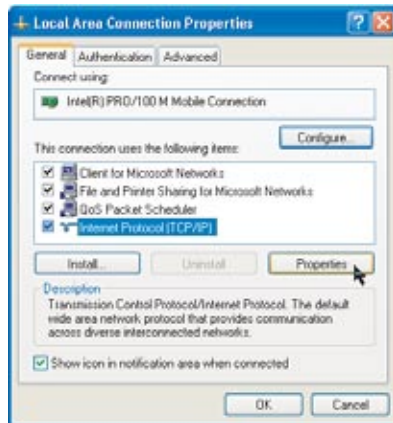 Local Area Connection Properties
General Authentication Advanced
Connect using:
Intel(R) PRO/100 M Mobile Connection
Configure...
This connection uses the following items:
Client for Microsoft Networks
File and Printer Sharing for Microsoft Networks
QoS Packet Scheduler
Internet Protocol (TCP/IP)
Install... Uninstall Properties
Description
Transmission Control Protocol/Internet Protocol. The default
wide area network protocol that provides communication
across diverse interconnected networks.
Show icon in notification area when connected
OK Cancel